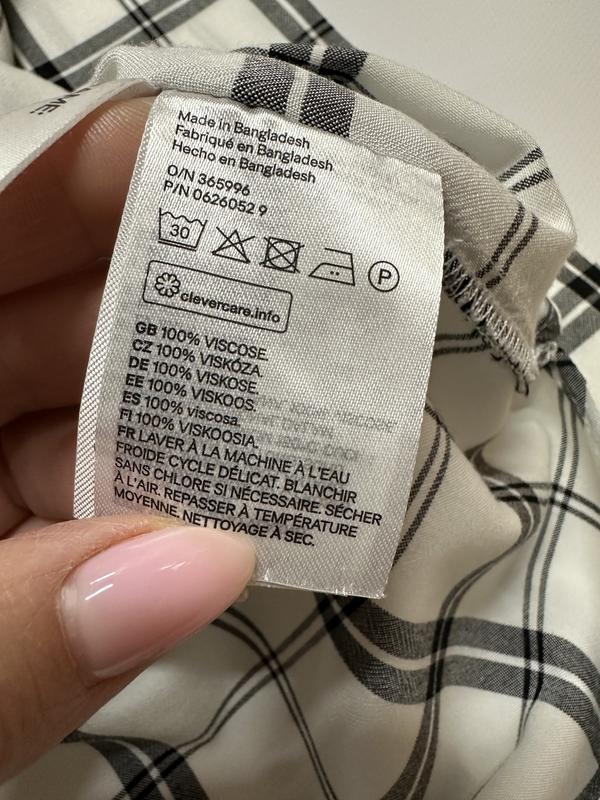 Made in Bangladesh
Fabriqué en Bangladesh
Hecho en Bangladesh
O/N 365996
P/N 0626052 9
30
P
clevercare.info
GB 100% VISCOSE.
CZ 100% VISKÓZA.
DE 100% VISKOSE.
EE 100% VISKOOS.
ES 100% viscosa.
FI 100% VISKOOSIA.
FR LAVER À LA MACHINE À L'EAU
FROIDE CYCLE DÉLICAT. BLANCHIR
SANS CHLORE SI NÉCESSAIRE. SÉCHER
À L'AIR. REPASSER À TEMPÉRATURE
MOYENNE. NETTOYAGE À SEC.